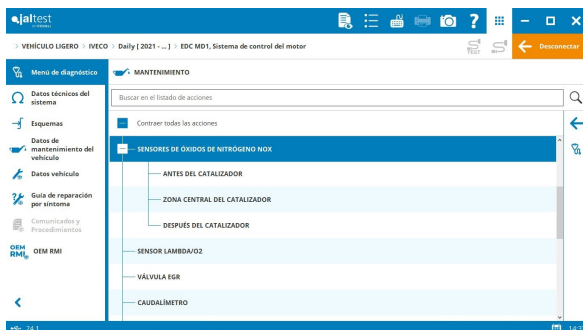 jaltest
> VEHÍCULO LIGERO > IVECO > Daily [ 2021 - ... ] > EDC MD1, Sistema de control del motor
TEST
Desconectar
Menú de diagnóstico
MANTENIMIENTO
Datos técnicos del
sistema
Buscar en el listado de acciones
Esquemas
Contraer todas las acciones
Datos de
mantenimiento del
vehículo
SENSORES DE ÓXIDOS DE NITRÓGENO NOX
Datos vehículo
ANTES DEL CATALIZADOR
Guía de reparación
por síntoma
ZONA CENTRAL DEL CATALIZADOR
Comunicados y
Procedimientos
DESPUÉS DEL CATALIZADOR
OEM
RMI
OEM RMI
SENSOR LAMBDA/O2
VÁLVULA EGR
CAUDALÍMETRO
24.1